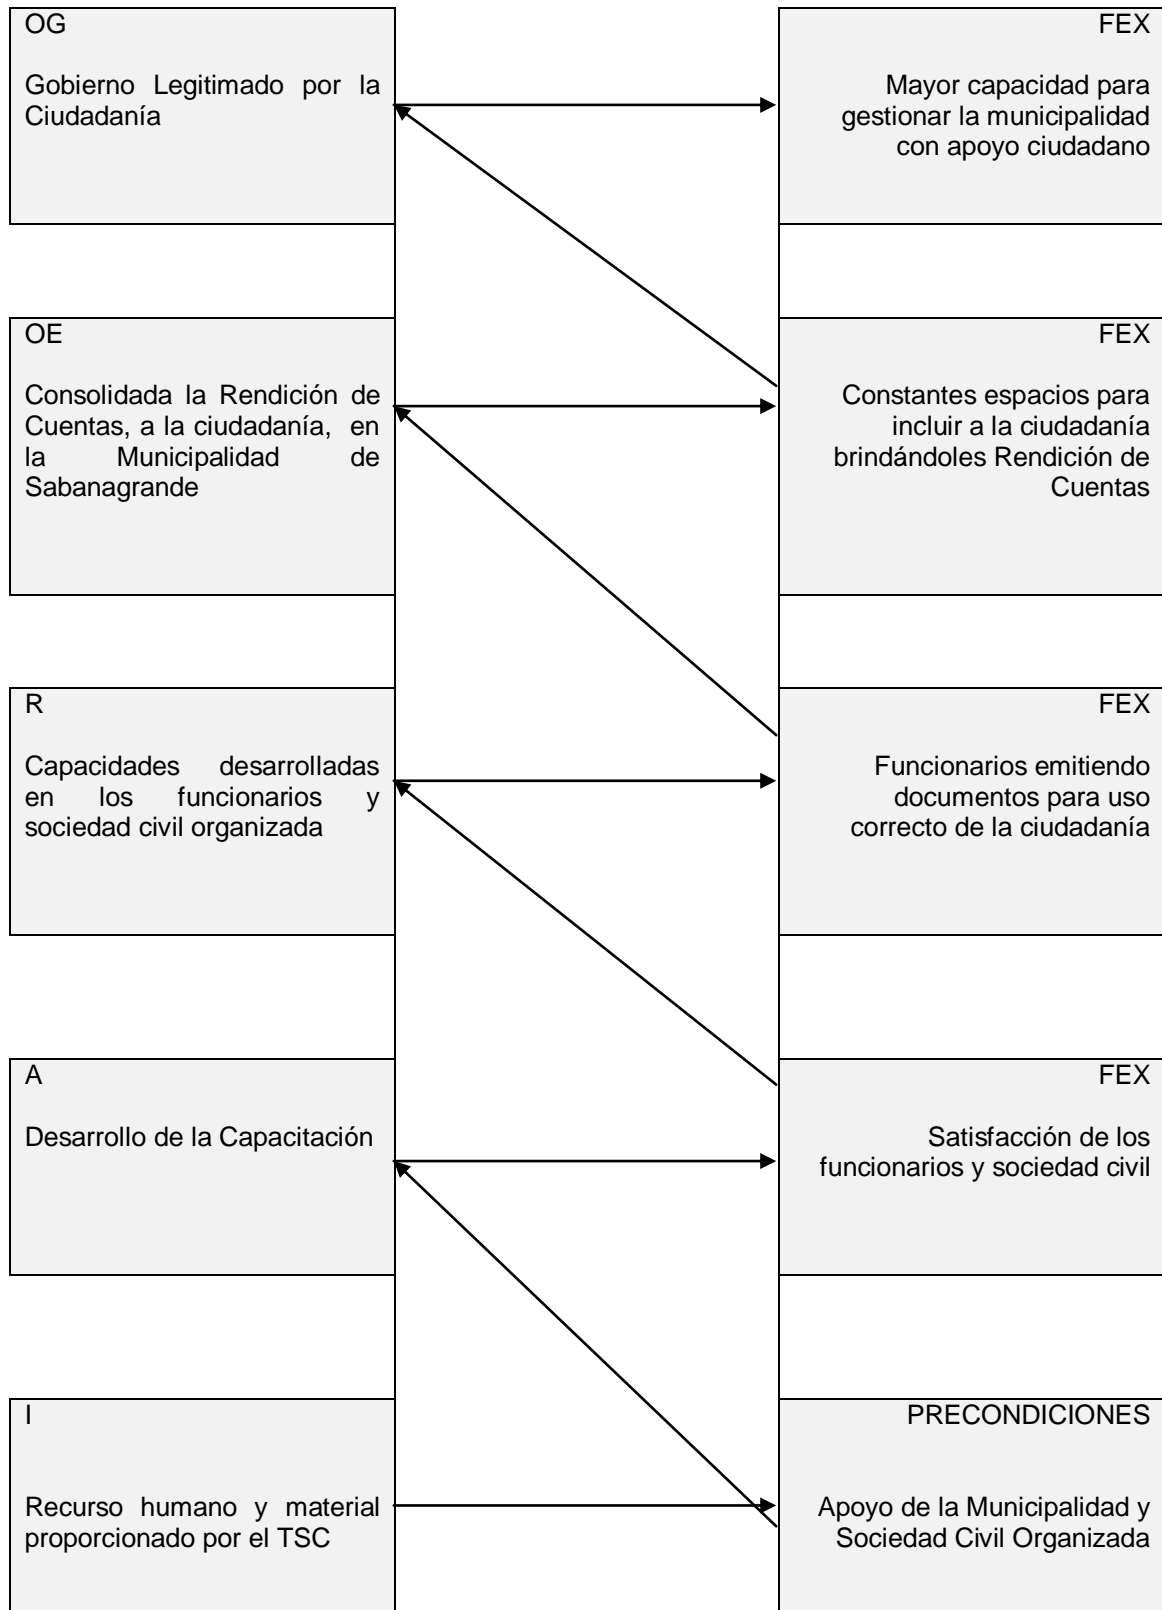 OG
Gobierno Legitimado por la
Ciudadanía
FEX
Mayor capacidad para
gestionar la municipalidad
con apoyo ciudadano
OE
Consolidada la Rendición de
Cuentas, a la ciudadanía, en
la Municipalidad de
Sabanagrande
FEX
Constantes espacios para
incluir a la ciudadanía
brindándoles Rendición de
Cuentas
R
Capacidades desarrolladas
en los funcionarios y
sociedad civil organizada
FEX
Funcionarios emitiendo
documentos para uso
correcto de la ciudadanía
A
Desarrollo de la Capacitación
FEX
Satisfacción de los
funcionarios y sociedad civil
I
Recurso humano y material
proporcionado por el TSC
PRECONDICIONES
Apoyo de la Municipalidad y
Sociedad Civil Organizada